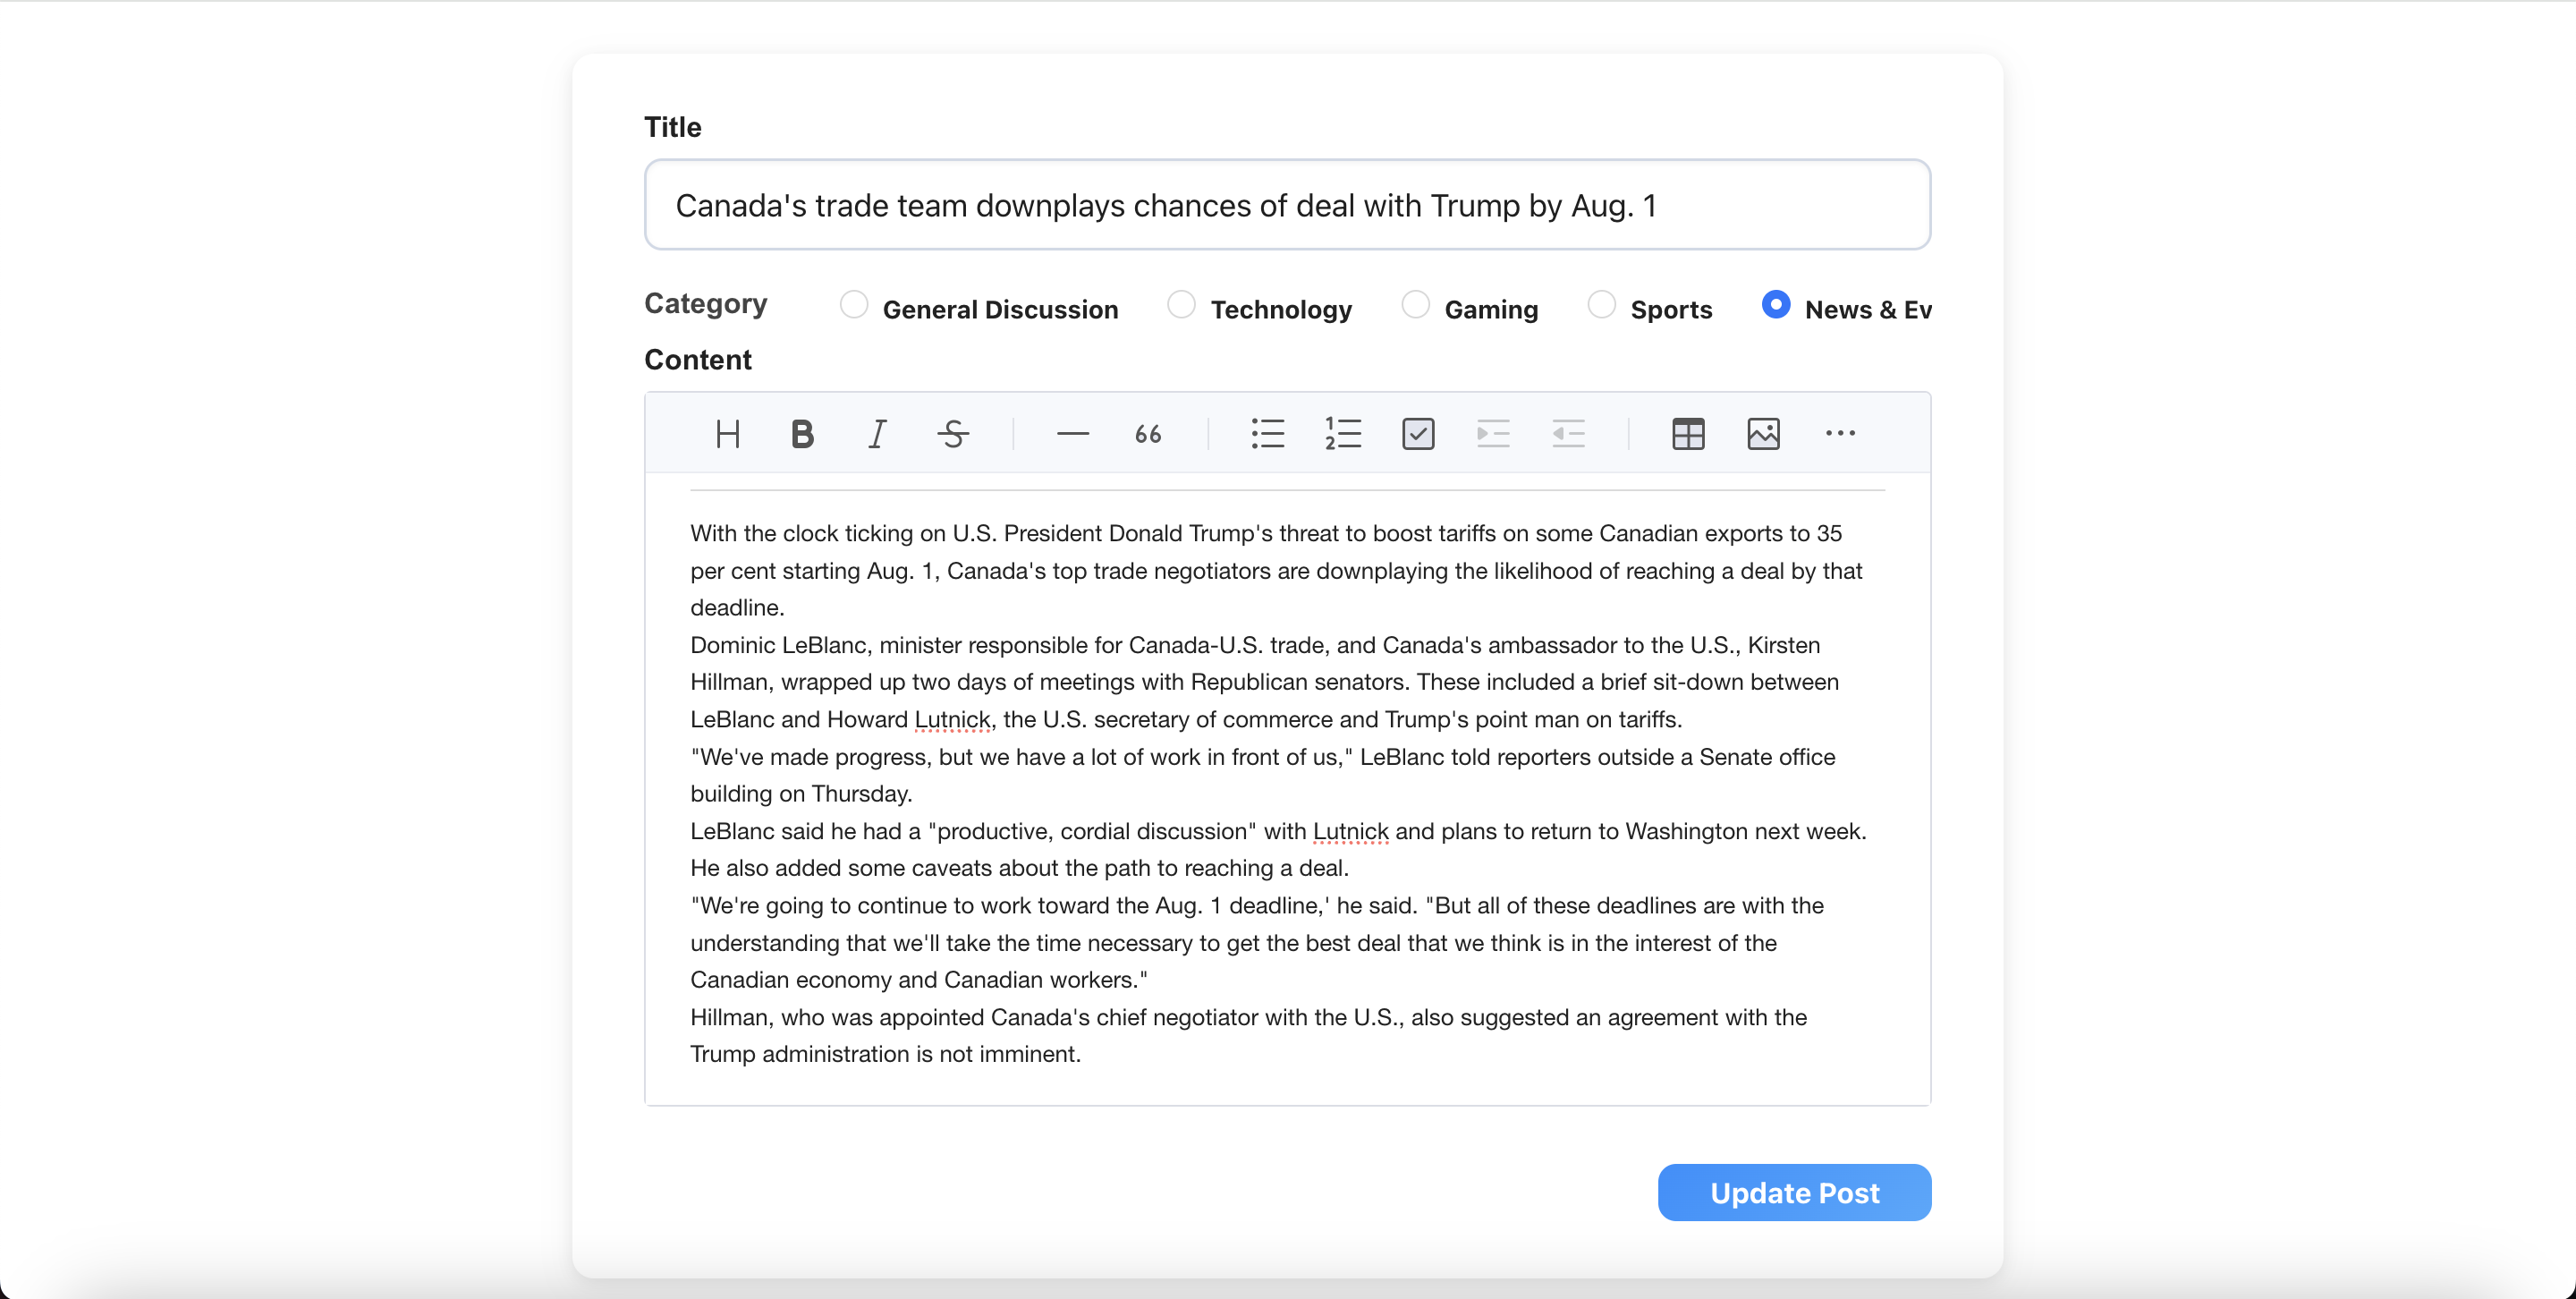 Title
Canada's trade team downplays chances of deal with Trump by Aug. 1
Category General Discussion Technology Gaming Sports News & Ev
Content
With the clock ticking on U.S. President Donald Trump's threat to boost tariffs on some Canadian exports to 35
per cent starting Aug. 1, Canada's top trade negotiators are downplaying the likelihood of reaching a deal by that
deadline.
Dominic LeBlanc, minister responsible for Canada-U.S. trade, and Canada's ambassador to the U.S., Kirsten
Hillman, wrapped up two days of meetings with Republican senators. These included a brief sit-down between
LeBlanc and Howard Lutnick, the U.S. secretary of commerce and Trump's point man on tariffs.
"We've made progress, but we have a lot of work in front of us," LeBlanc told reporters outside a Senate office
building on Thursday.
LeBlanc said he had a "productive, cordial discussion" with Lutnick and plans to return to Washington next week.
He also added some caveats about the path to reaching a deal.
"We're going to continue to work toward the Aug. 1 deadline,' he said. "But all of these deadlines are with the
understanding that we'll take the time necessary to get the best deal that we think is in the interest of the
Canadian economy and Canadian workers."
Hillman, who was appointed Canada's chief negotiator with the U.S., also suggested an agreement with the
Trump administration is not imminent.
Update Post